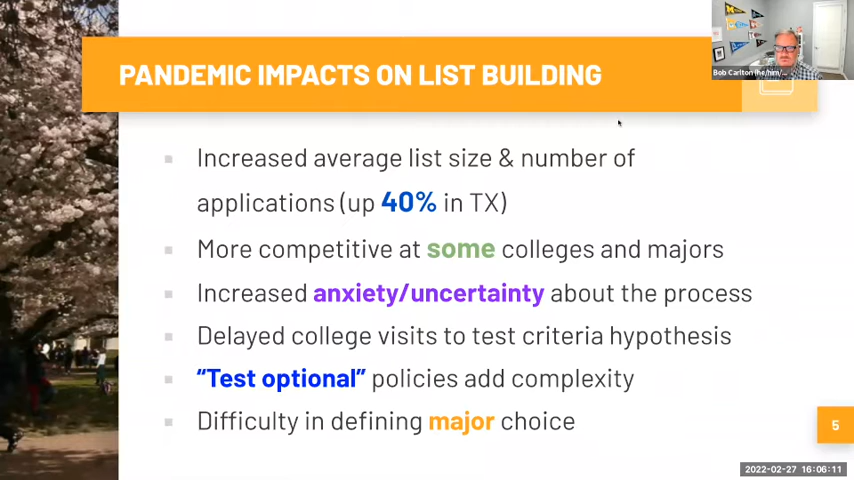 PANDEMIC IMPACTS ON LIST BUILDING
Bob Carlton
Increased average list size & number of
applications (up 40% in TX)
More competitive at some colleges and majors
Increased anxiety/uncertainty about the process
Delayed college visits to test criteria hypothesis
“Test optional” policies add complexity
Difficulty in defining major choice
5
2022-02-27 16:06:11